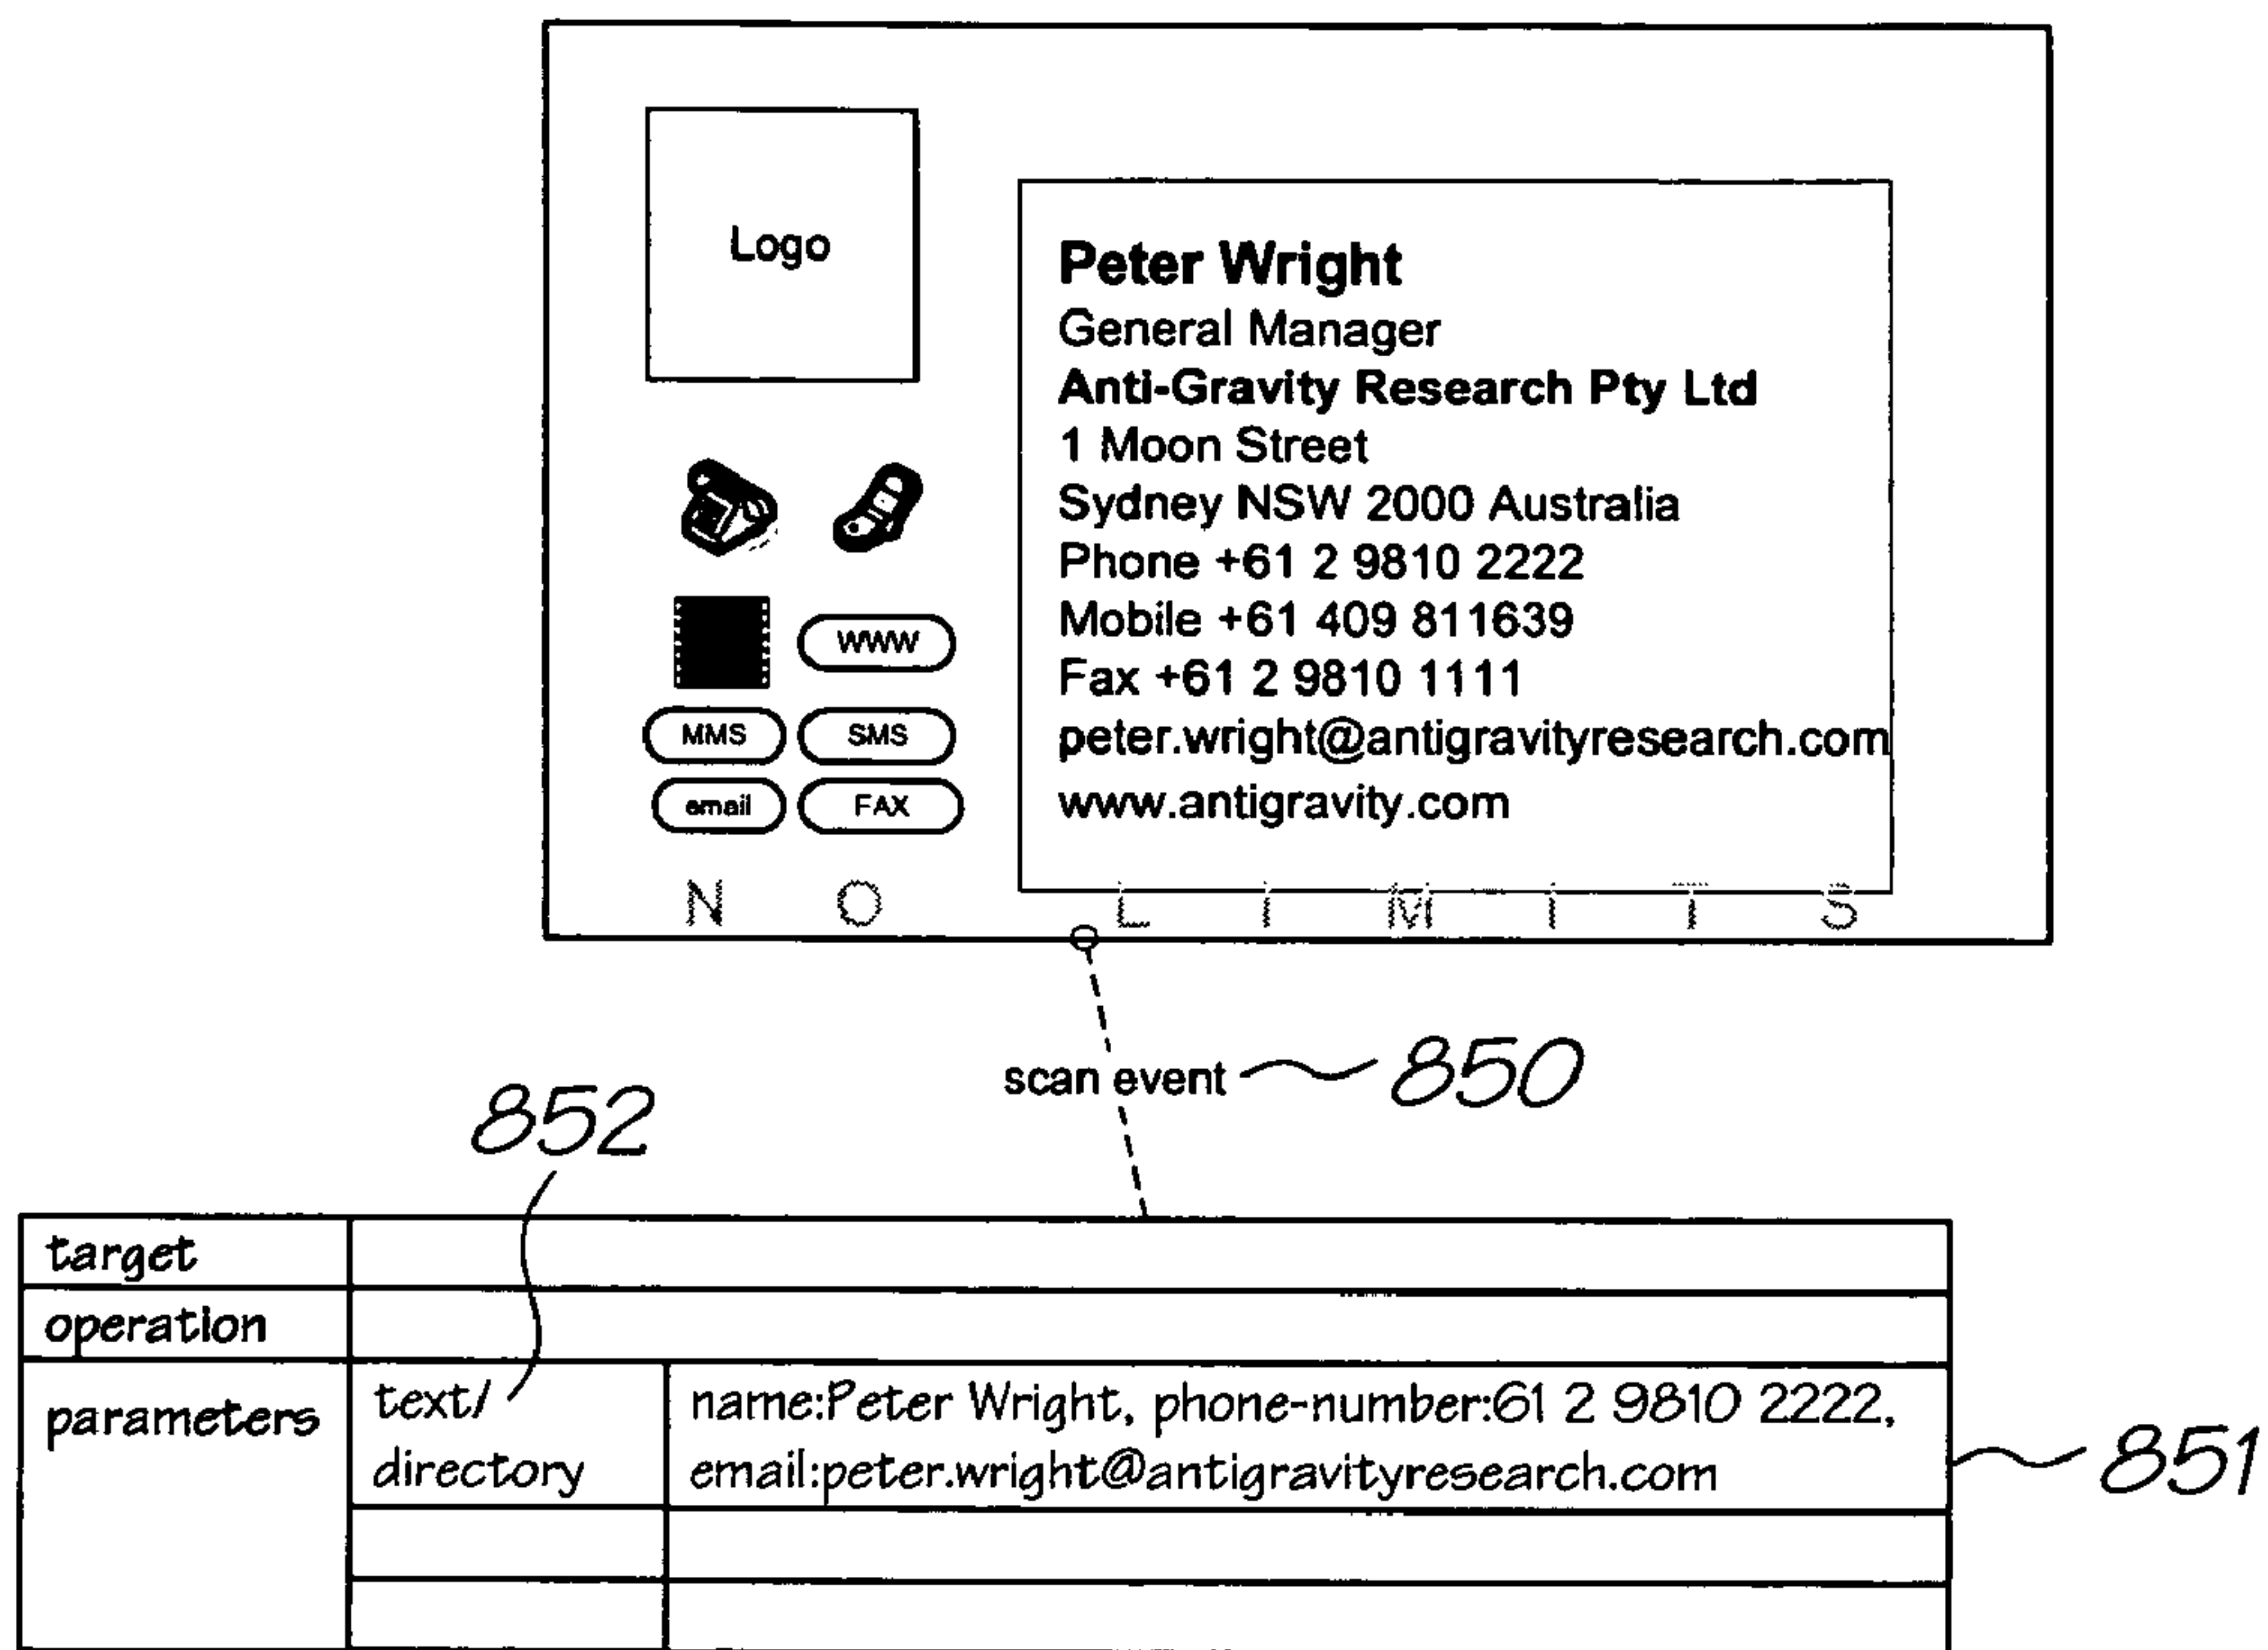 Logo
Peter Wright
General Manager
Anti-Gravity Research Pty Ltd
1 Moon Street
Sydney NSW 2000 Australia
Phone +61 2 9810 2222
Mobile +61 409 811639
Fax +61 2 9810 1111
peter.wright@antigravityresearch.com
www.antigravity.com
WWW
MMS SMS
email FAX
N O L I M I T S
scan event 850
852
target
operation
parameters text/ name:Peter Wright, phone-number:61 2 9810 2222,
directory email:peter.wright@antigravityresearch.com
851